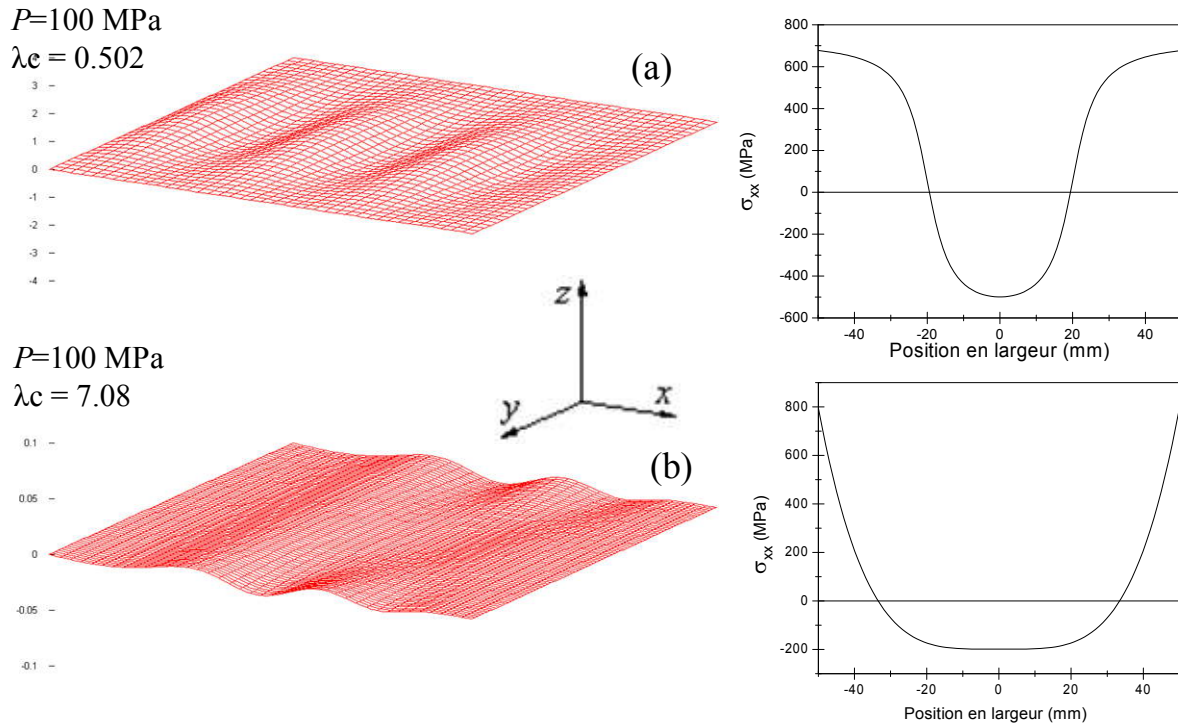 P=100 MPa
λc = 0.502
(a)
4
3
2
1
0
-1
-2
-3
-4
800
600
400
200
0
-200
-400
-600
σxx (MPa)
-40 -20 0 20 40
Position en largeur (mm)
z
x
y
P=100 MPa
λc = 7.08
(b)
0.1
0.05
0
-0.05
-0.1
800
600
400
200
0
-200
σxx (MPa)
-40 -20 0 20 40
Position en largeur (mm)